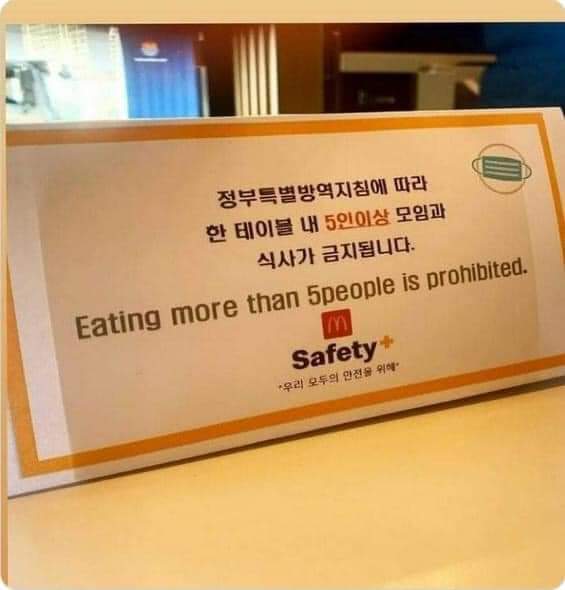 정부특별방역지침에 따라
한 테이블 내 5인이상 모임과
식사가 금지됩니다.
Eating more than 5people is prohibited.
Safety+
"우리 모두의 안전을 위해"